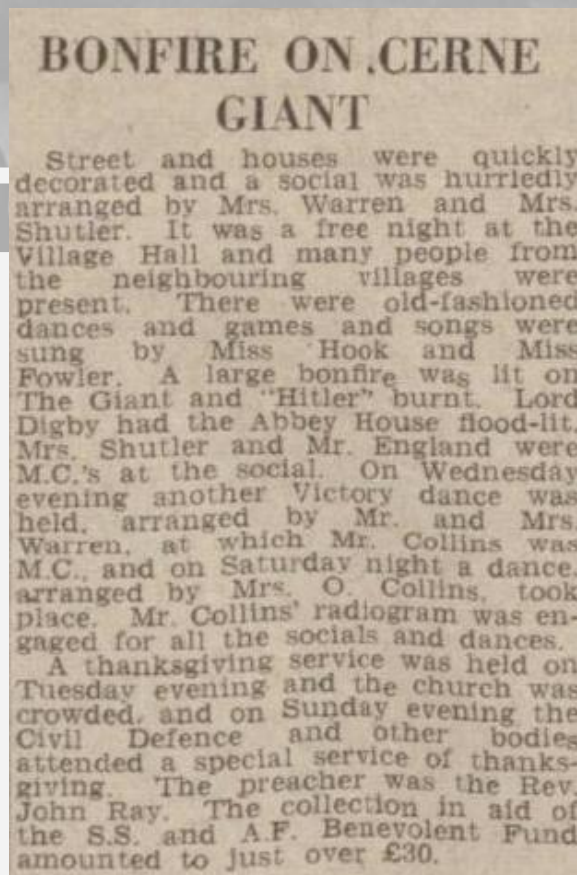 BONFIRE ON CERNE
GIANT
Street and houses were quickly
decorated and a social was hurriedly
arranged by Mrs. Warren and Mrs.
Shutler. It was a free night at the
Village Hall and many people from
the neighbouring villages were
present. There were old-fashioned
dances and games and songs were
sung by Miss Hook and Miss
Fowler. A large bonfire was lit on
The Giant and "Hitler" burnt. Lord
Digby had the Abbey House flood-lit.
Mrs. Shutler and Mr. England were
M.C.'s at the social. On Wednesday
evening another Victory dance was
held, arranged by Mr. and Mrs.
Warren, at which Mr. Collins was
M.C., and on Saturday night a dance,
arranged by Mrs. O. Collins, took
place. Mr. Collins' radiogram was en-
gaged for all the socials and dances.
A thanksgiving service was held on
Tuesday evening and the church was
crowded, and on Sunday evening the
Civil Defence and other bodies
attended a special service of thanks-
giving. The preacher was the Rev.
John Ray. The collection in aid of
the S.S. and A.F. Benevolent Fund
amounted to just over £30.